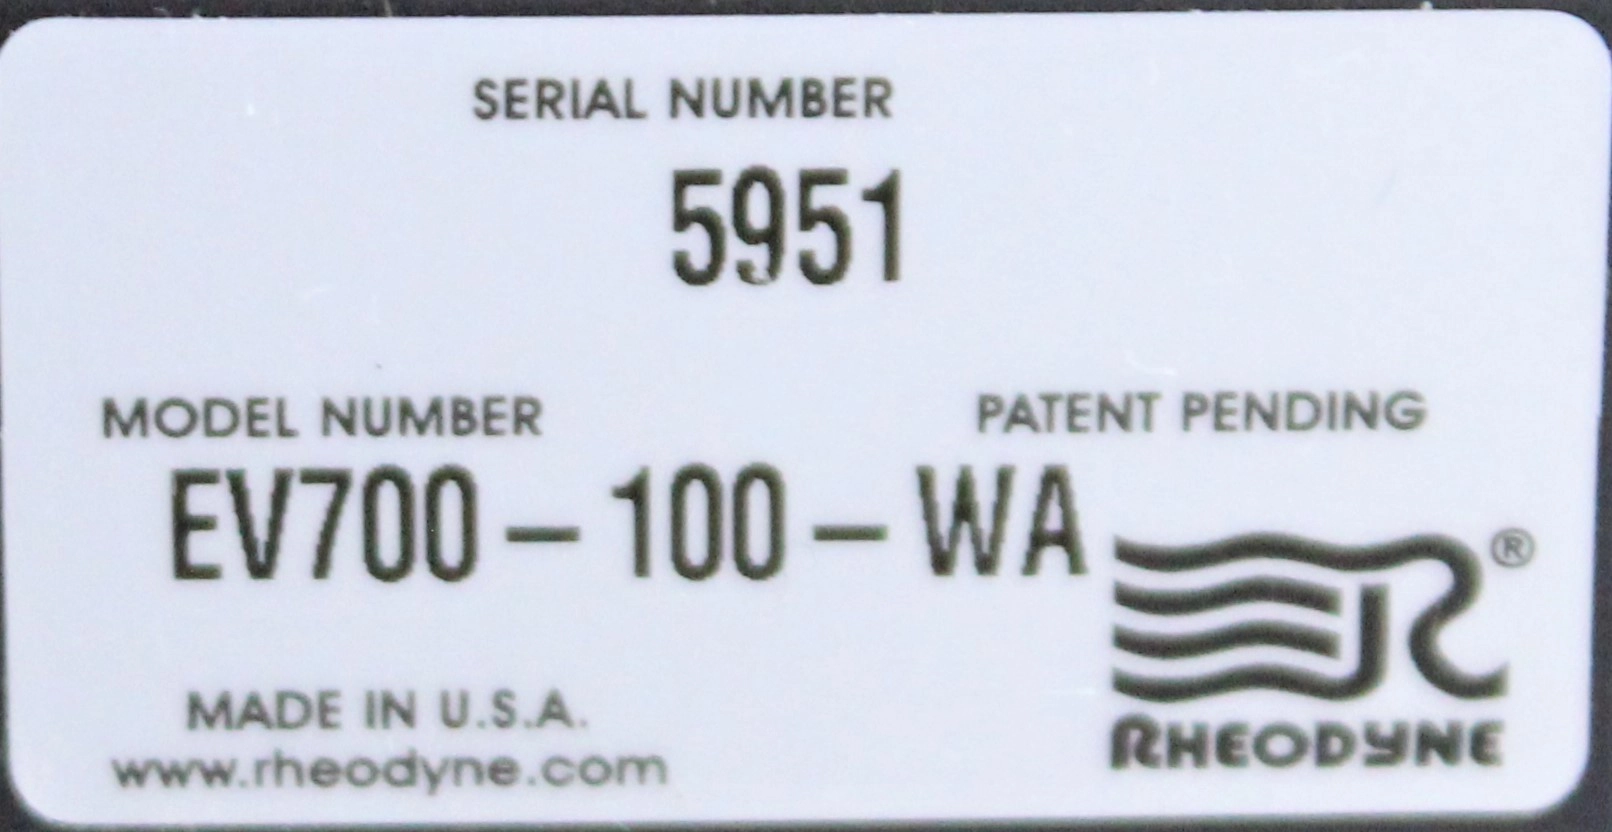 SERIAL NUMBER
5951
MODEL NUMBER
EV700-100-WA
PATENT PENDING
®
RHEODYNE
MADE IN U.S.A.
www.rheodyne.com